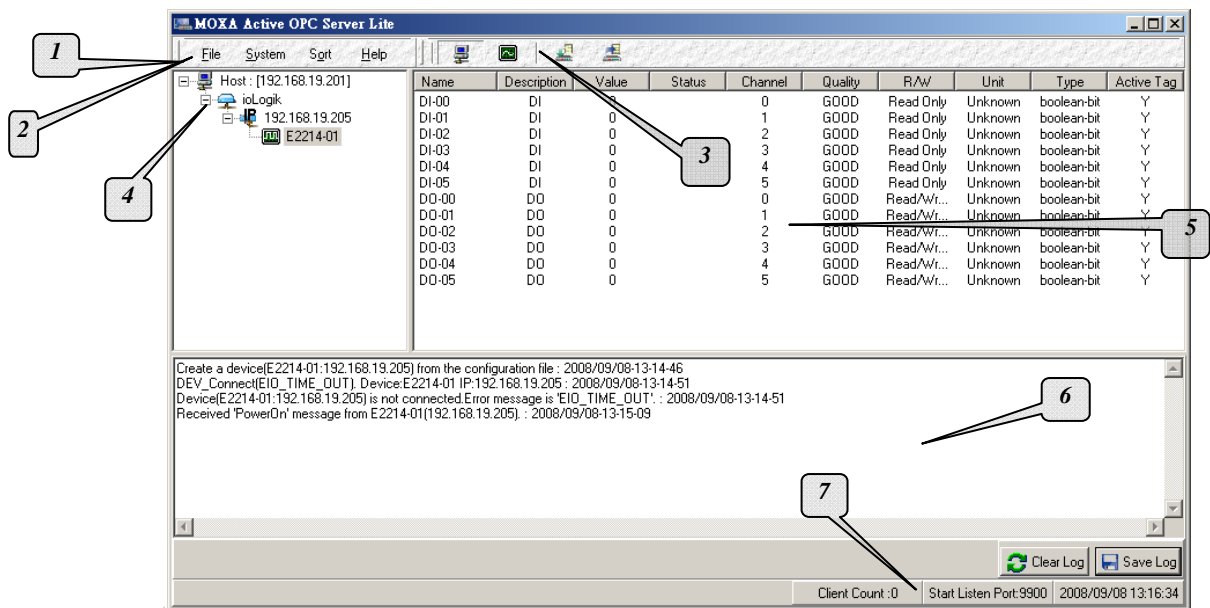 MOXA Active OPC Server Lite
1
File System Sort Help
2
3
4
Host : [192.168.19.201]
ioLogik
IP 192.168.19.205
E2214-01
Name Description Value Status Channel Quality R/W Unit Type Active Tag
DI-00 DI 0 0 GOOD Read Only Unknown boolean-bit Y
DI-01 DI 0 1 GOOD Read Only Unknown boolean-bit Y
DI-02 DI 0 2 GOOD Read Only Unknown boolean-bit Y
DI-03 DI 0 3 GOOD Read Only Unknown boolean-bit Y
DI-04 DI 0 4 GOOD Read Only Unknown boolean-bit Y
DI-05 DI 0 5 GOOD Read Only Unknown boolean-bit Y
DO-00 DO 0 0 GOOD Read/Wr... Unknown boolean-bit Y
DO-01 DO 0 1 GOOD Read/Wr... Unknown boolean-bit Y
DO-02 DO 0 2 GOOD Read/Wr... Unknown boolean-bit Y
DO-03 DO 0 3 GOOD Read/Wr... Unknown boolean-bit Y
DO-04 DO 0 4 GOOD Read/Wr... Unknown boolean-bit Y
DO-05 DO 0 5 GOOD Read/Wr... Unknown boolean-bit Y
5
Create a device(E2214-01:192.168.19.205) from the configuration file : 2008/09/08-13-14-46
DEV_Connect(EIO_TIME_OUT). Device:E2214-01 IP:192.168.19.205 : 2008/09/08-13-14-51
Device(E2214-01:192.168.19.205) is not connected.Error message is 'EIO_TIME_OUT'. : 2008/09/08-13-14-51
Received 'PowerOn' message from E2214-01(192.168.19.205). : 2008/09/08-13-15-09
6
7
Clear Log Save Log
Client Count :0 Start Listen Port:9900 2008/09/08 13:16:34